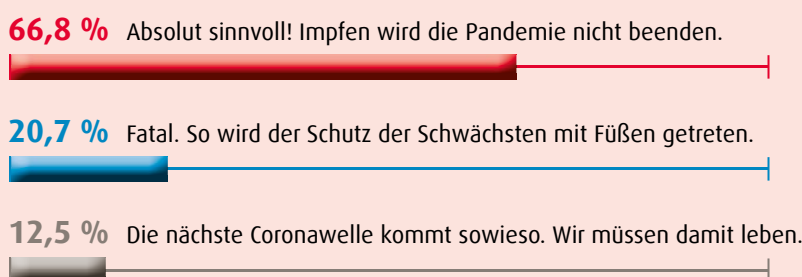 66,8 % Absolut sinnvoll! Impfen wird die Pandemie nicht beenden.
20,7 % Fatal. So wird der Schutz der Schwächsten mit Füßen getreten.
12,5 % Die nächste Coronawelle kommt sowieso. Wir müssen damit leben.